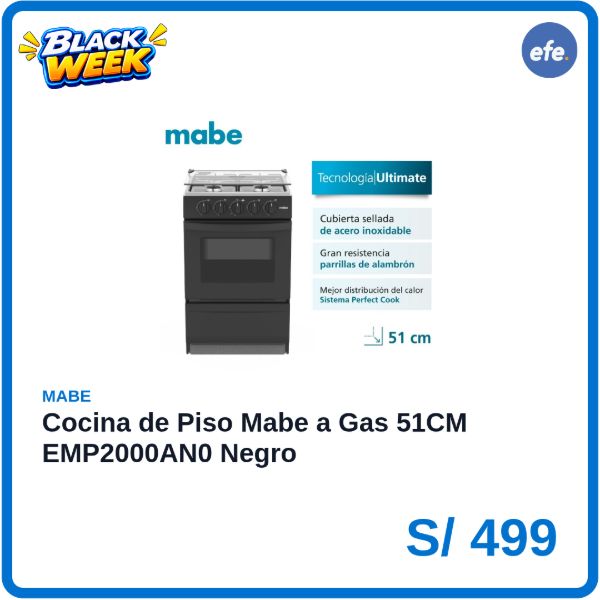 BLACK
WEEK
efe.
mabe
Tecnología|Ultimate
Cubierta sellada
de acero inoxidable
Gran resistencia
parrillas de alambrón
Mejor distribución del calor
Sistema Perfect Cook
51 cm
MABE
Cocina de Piso Mabe a Gas 51CM
EMP2000AN0 Negro
S/ 499